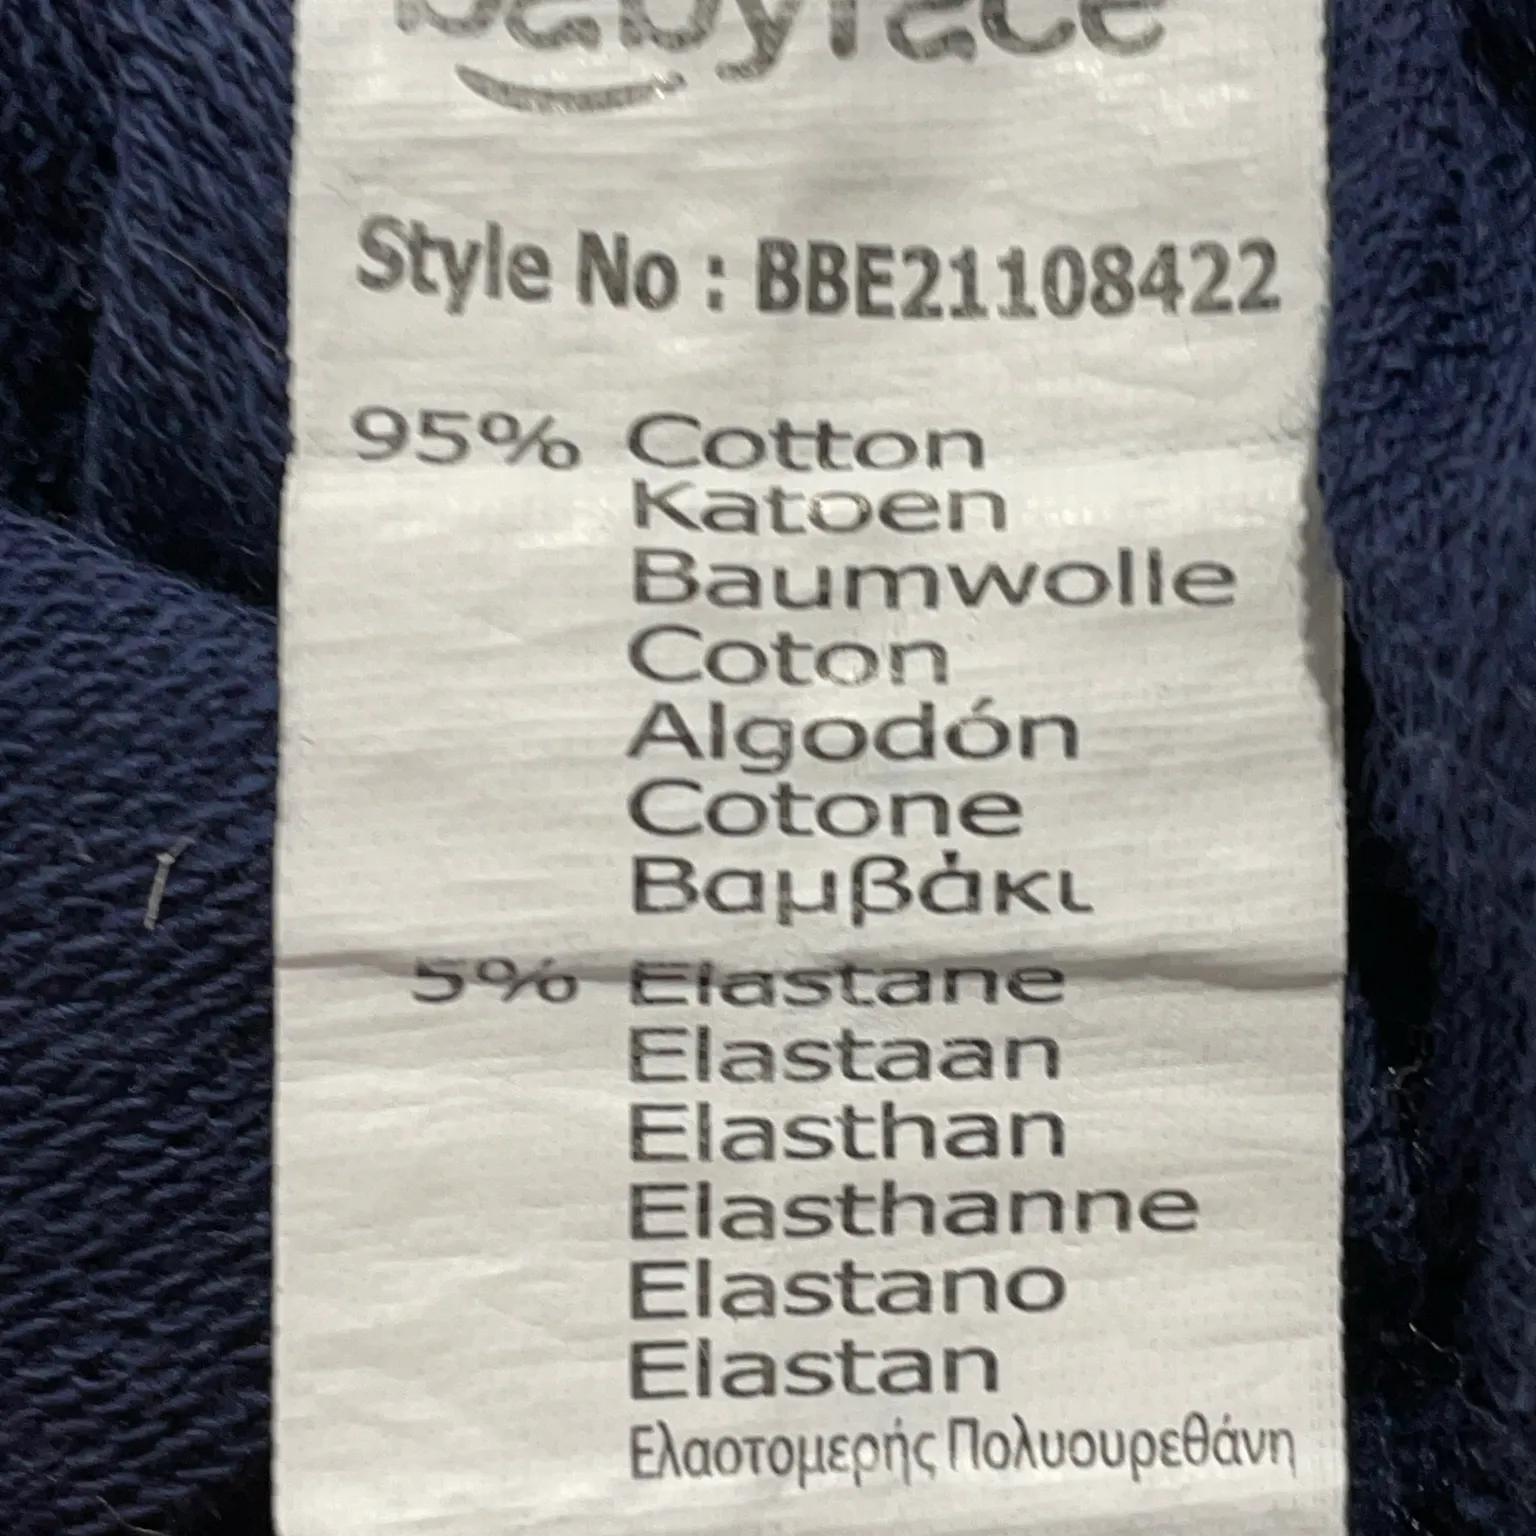 babyface
Style No : BBE21108422
95% Cotton
Katoen
Baumwolle
Coton
Algodón
Cotone
Βαμβάκι
5% Elastane
Elastaan
Elasthan
Elasthanne
Elastano
Elastan
Ελαστομερής Πολυουρεθάνη